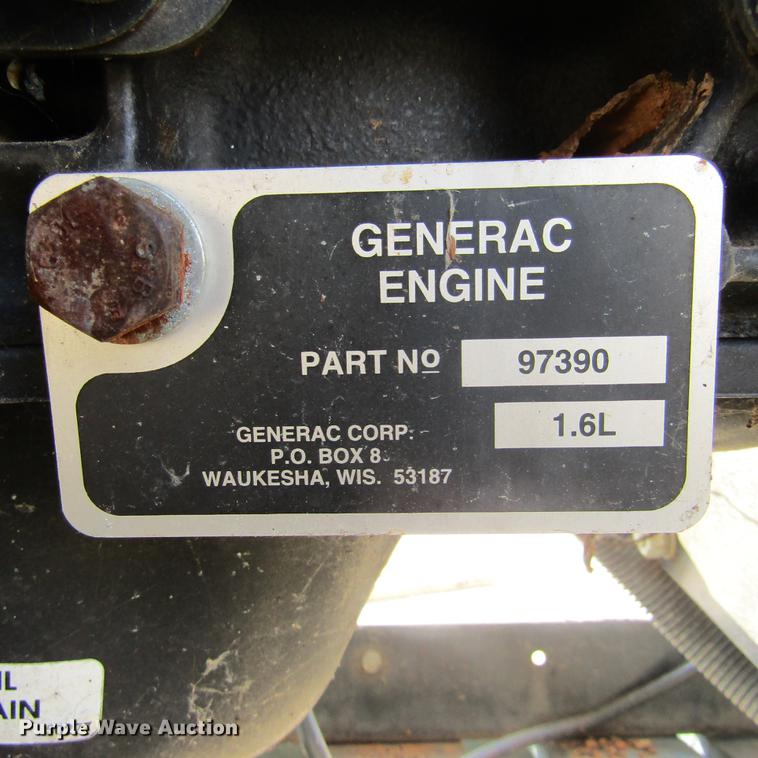 GENERAC
ENGINE
PART Nº 97390
1.6L
GENERAC CORP.
P.O. BOX 8
WAUKESHA, WIS. 53187
IL
AIN
Purple Wave Auction